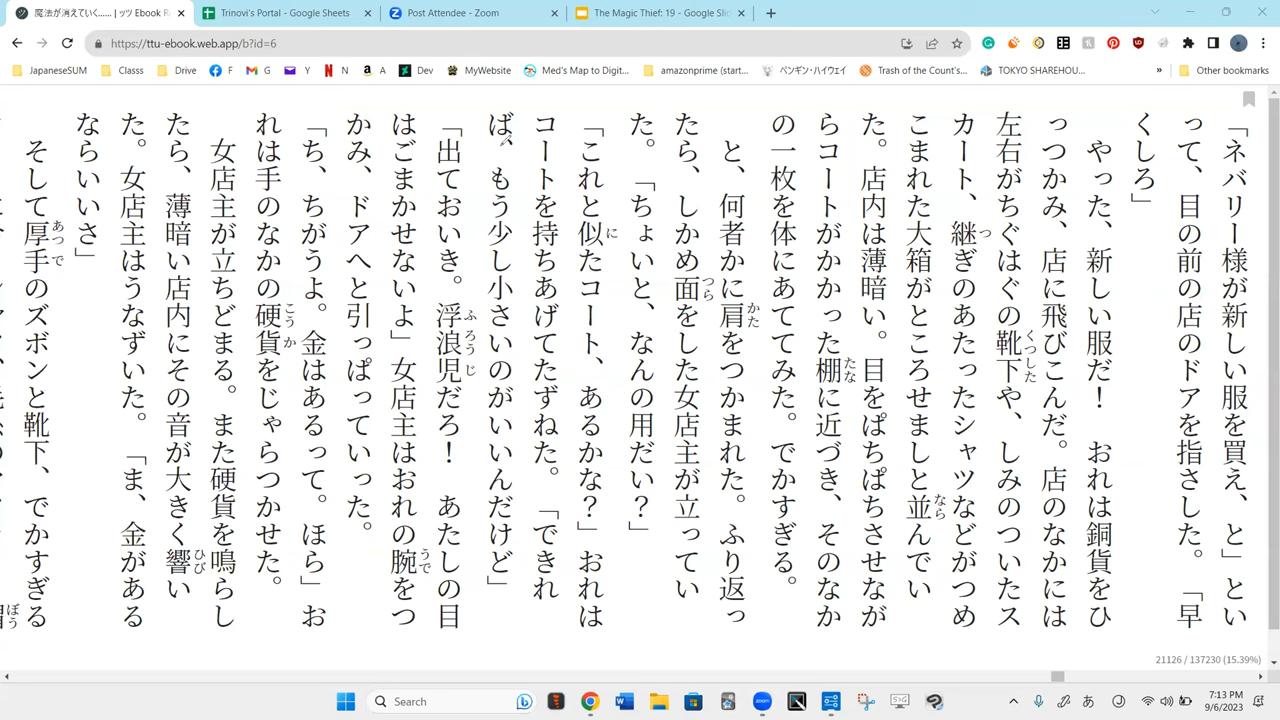 魔法が消えていく...... | ッツ Ebook R
Trinovi's Portal - Google Sheets
Post Attendee - Zoom
The Magic Thief: 19 - Google Slid
https://ttu-ebook.web.app/b?id=6
JapaneseSUM
Classs
Drive
F
G
Y
N
A
Dev
MyWebsite
Med's Map to Digit...
amazonprime (start...
ペンギン・ハイウェイ
Trash of the Count's...
TOKYO SHAREHOU...
»
Other bookmarks
「ネバリー様が新しい服を買え、と」とい
って、目の前の店のドアを指さした。「早
くしろ」
やった、新しい服だ！　おれは銅貨をひ
っつかみ、店に飛びこんだ。店のなかには
左右がちぐはぐの靴下や、しみのついたス
カート、継ぎのあたったシャツなどがつめ
こまれた大箱がところせましと並んでい
た。店内は薄暗い。目をぱちぱちさせなが
らコートがかかった棚に近づき、そのなか
の一枚を体にあててみた。でかすぎる。
と、何者かに肩をつかまれた。ふり返っ
たら、しかめ面をした女店主が立ってい
た。「ちょいと、なんの用だい？」
「これと似たコート、あるかな？」おれは
コートを持ちあげてたずねた。「できれ
ば、もう少し小さいのがいいんだけど」
「出ておいき。浮浪児だろ！　あたしの目
はごまかせないよ」女店主はおれの腕をつ
かみ、ドアへと引っぱっていった。
「ち、ちがうよ。金はあるって。ほら」お
れは手のなかの硬貨をじゃらつかせた。
女店主が立ちどまる。また硬貨を鳴らし
たら、薄暗い店内にその音が大きく響い
た。女店主はうなずいた。「ま、金がある
ならいいさ」
そして厚手のズボンと靴下、でかすぎる
21126 / 137230 (15.39%)
Search
あ
7:13 PM
9/6/2023